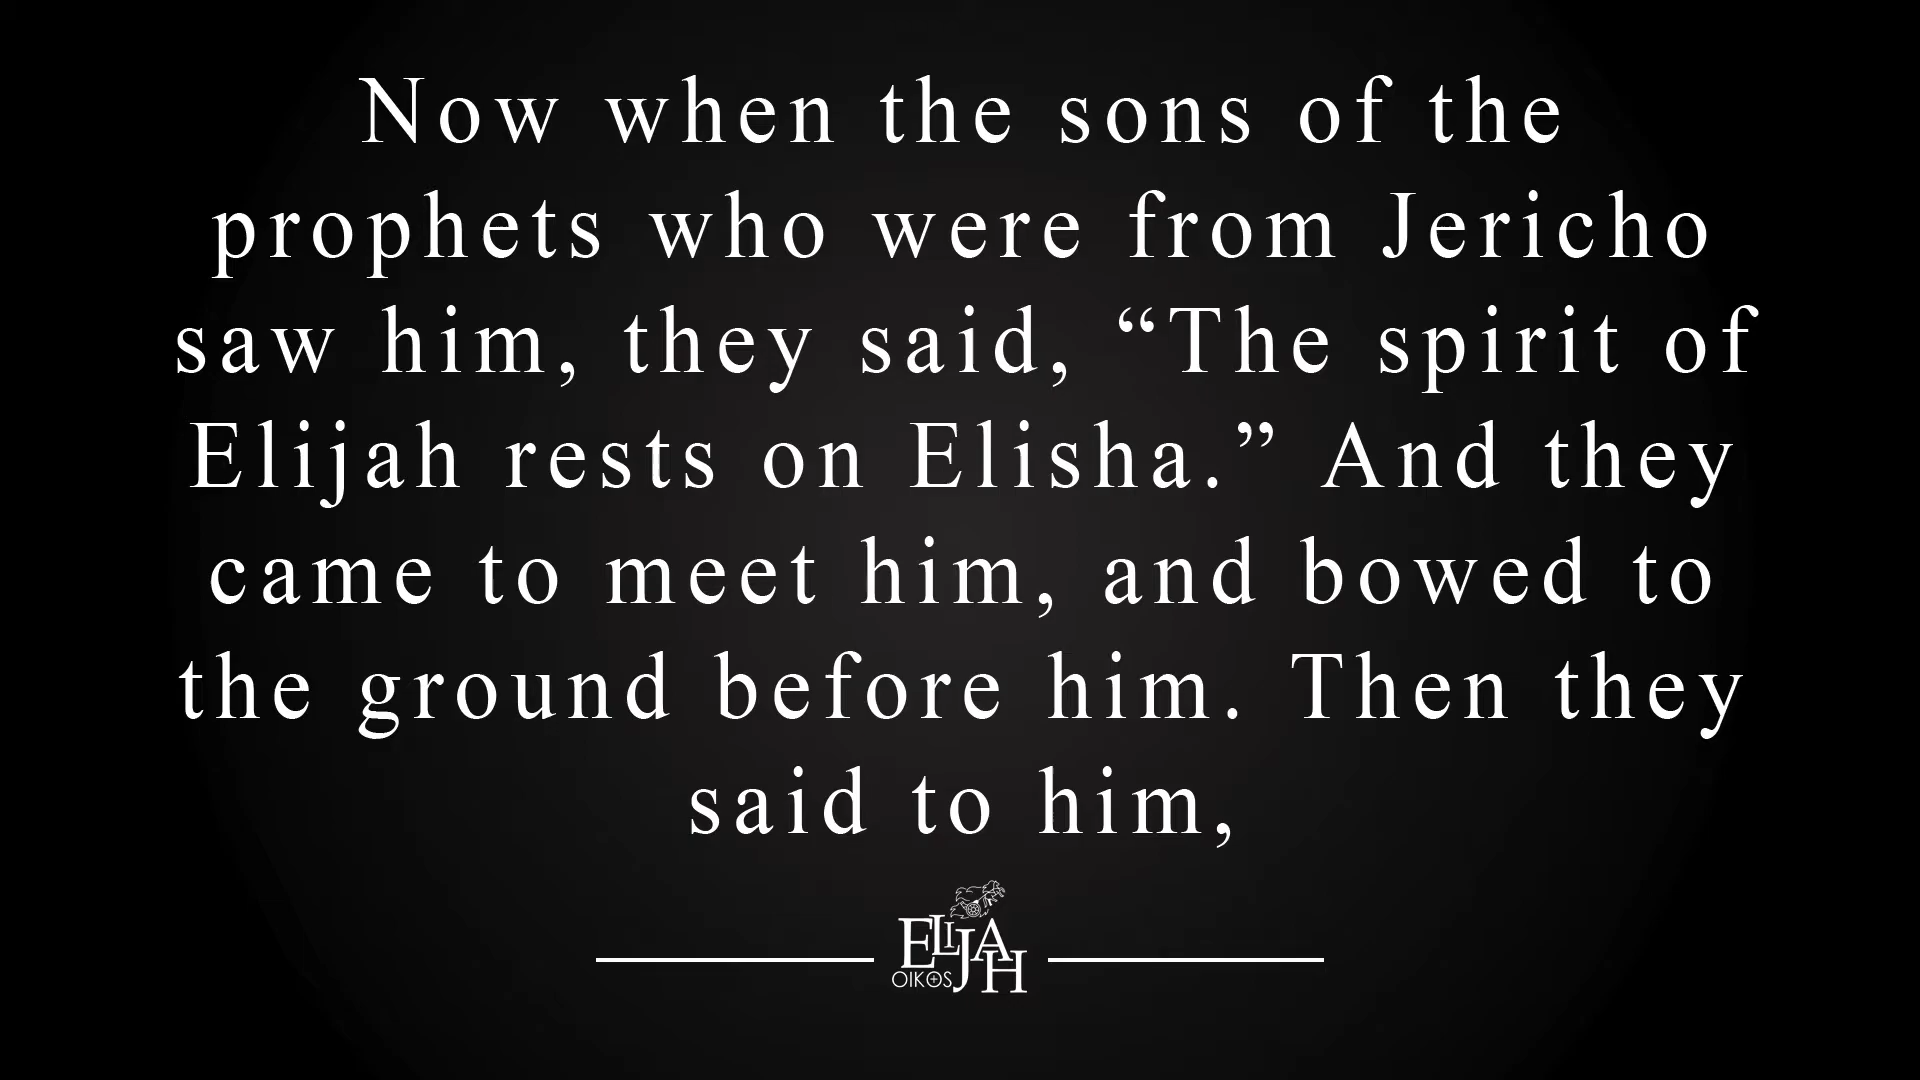 Now when the sons of the
prophets who were from Jericho
saw him, they said, “The spirit of
Elijah rests on Elisha.” And they
came to meet him, and bowed to
the ground before him. Then they
said to him,
ELIJAH
OIKOS